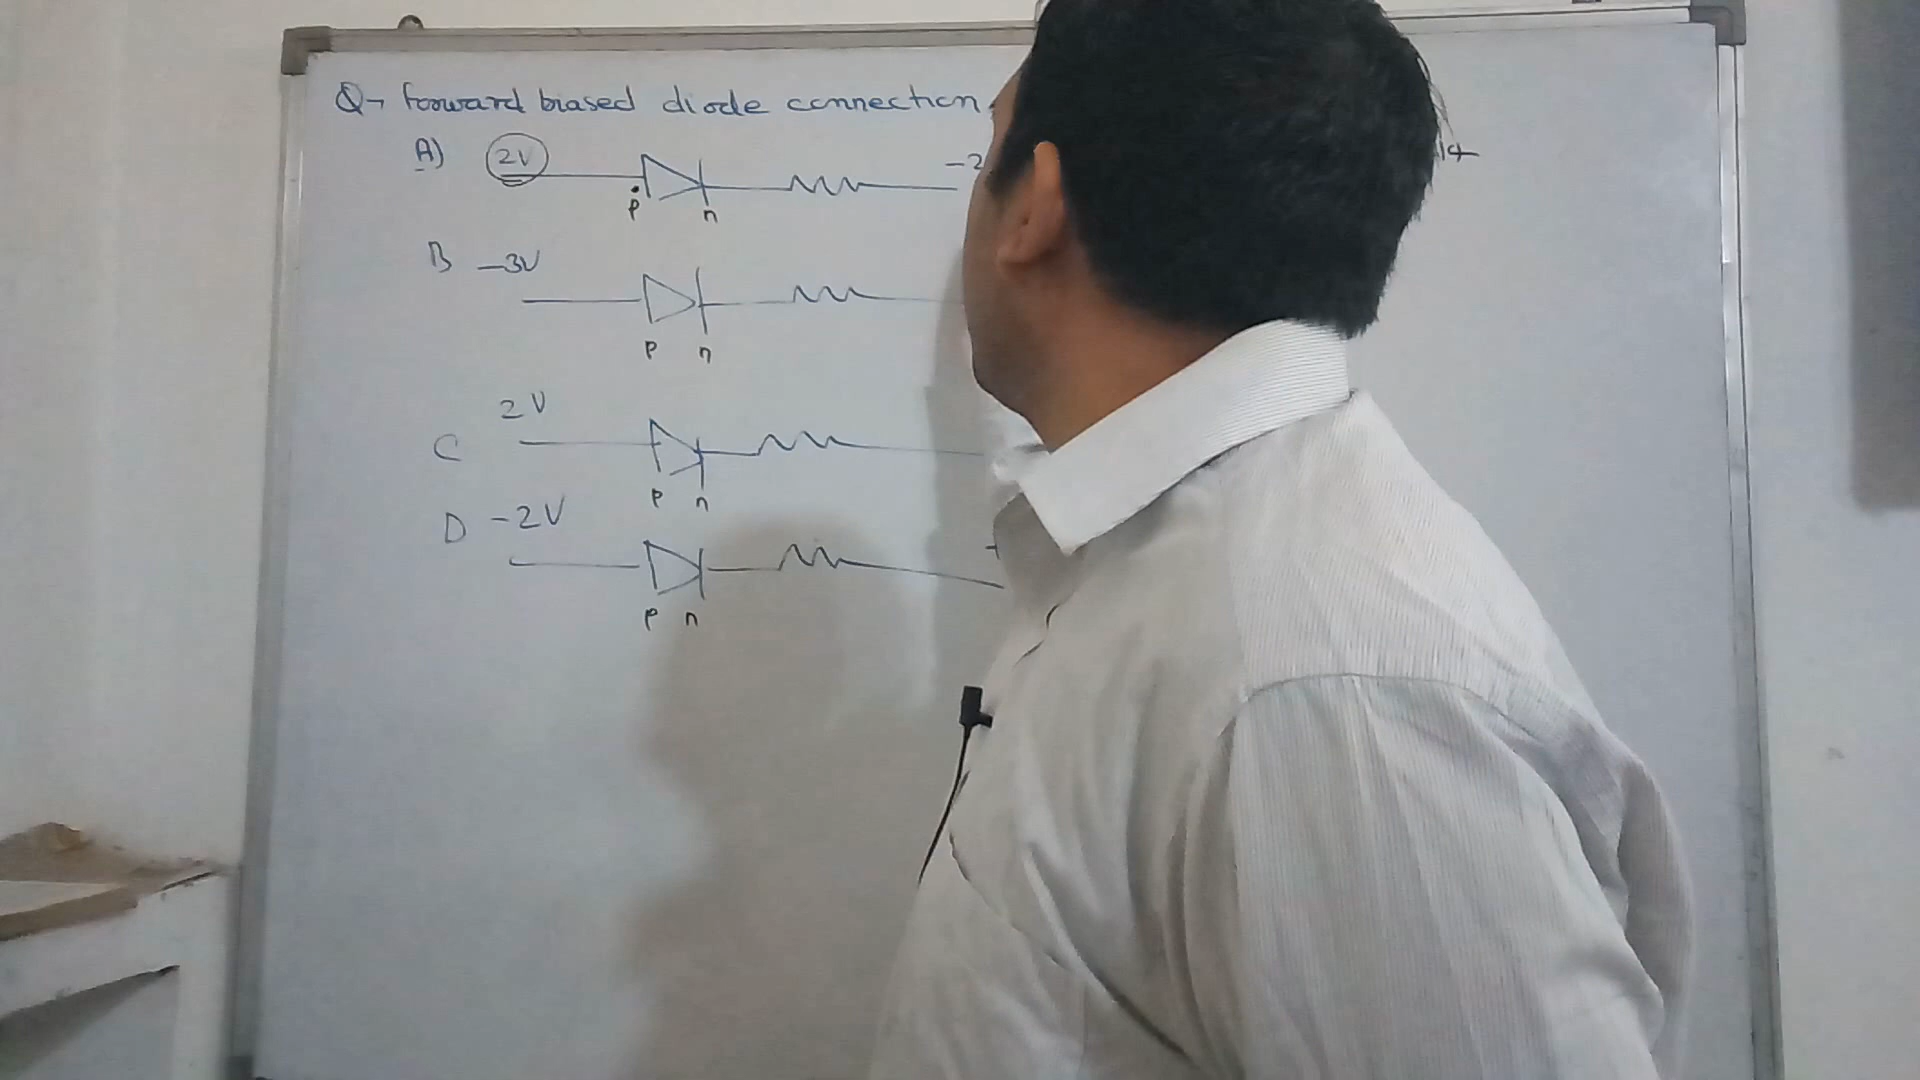 Q→ forward biased diode connection
A) 2V -2
p n
B -3V
p n
2V
C
p n
D -2V
p n